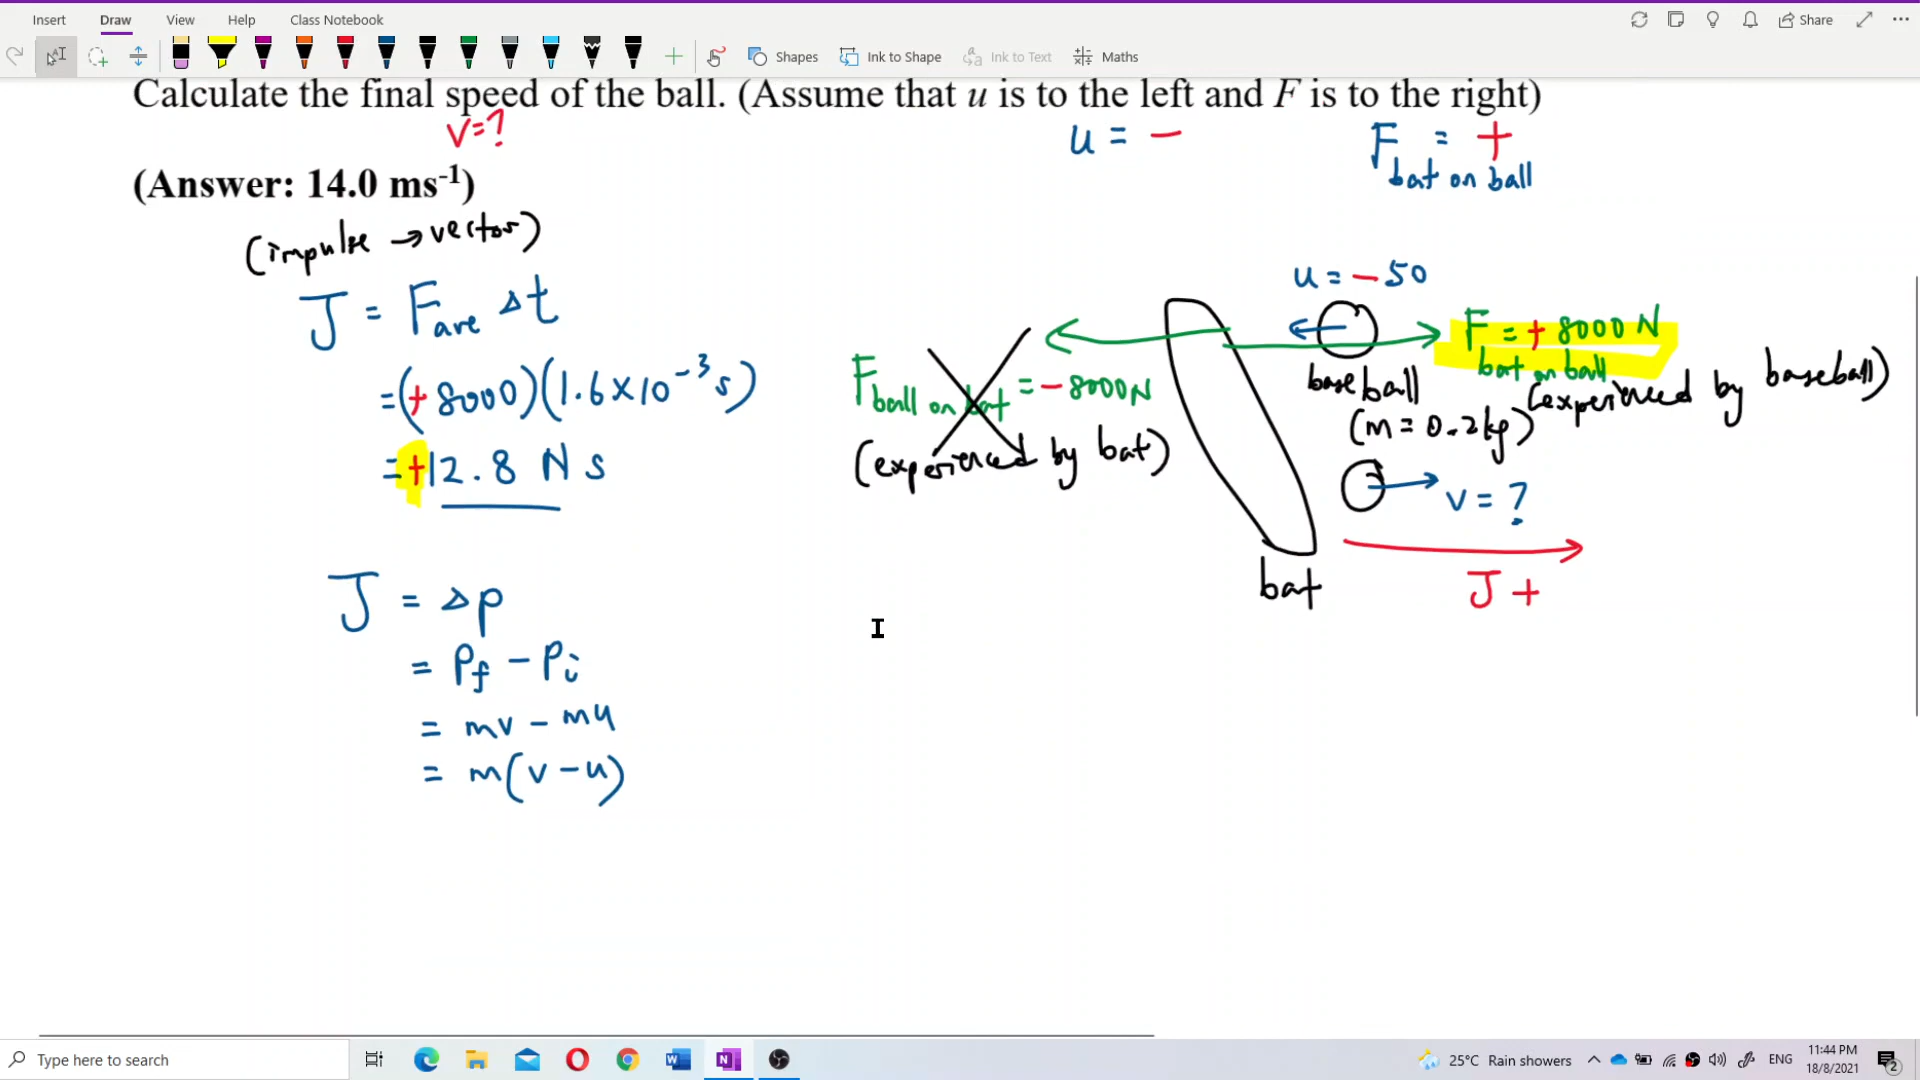 Insert Draw View Help Class Notebook
Share
Shapes Ink to Shape Ink to Text Maths
Calculate the final speed of the ball. (Assume that u is to the left and F is to the right)
v=?
u = -
F bat on ball = +
(Answer: 14.0 ms⁻¹)
(impulse → vector)
J = Fave Δt
= (+8000)(1.6×10⁻³s)
= +12.8 N s
J = Δp
= Pf - Pi
= mv - mu
= m(v-u)
u = -50
F bat on ball = +8000 N
(experienced by baseball)
baseball
(m = 0.2kg)
F ball on bat = -8000N
(experienced by bat)
v = ?
bat
J +
Type here to search
25°C Rain showers
ENG
11:44 PM
18/8/2021
2